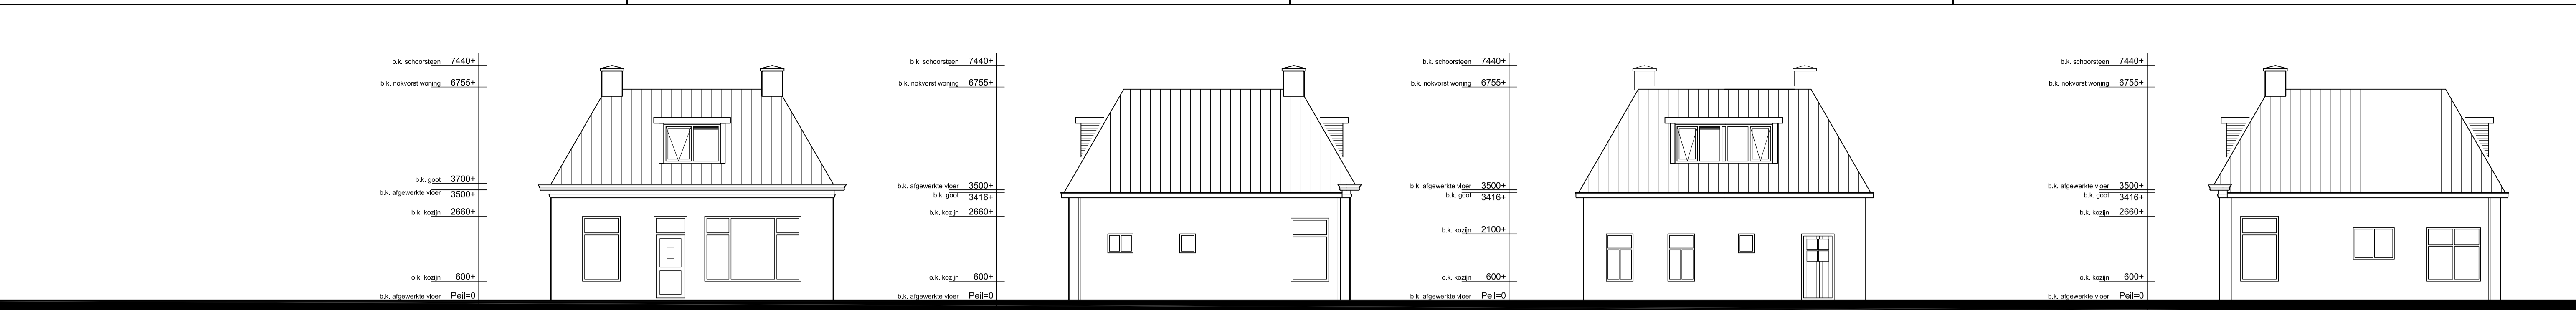 b.k. schoorsteen 7440+
b.k. nokvorst woning 6755+
b.k. goot 3700+
b.k. afgewerkte vloer 3500+
b.k. kozijn 2660+
o.k. kozijn 600+
b.k. afgewerkte vloer Peil=0
b.k. schoorsteen 7440+
b.k. nokvorst woning 6755+
b.k. afgewerkte vloer 3500+
b.k. goot 3416+
b.k. kozijn 2660+
o.k. kozijn 600+
b.k. afgewerkte vloer Peil=0
b.k. schoorsteen 7440+
b.k. nokvorst woning 6755+
b.k. afgewerkte vloer 3500+
b.k. goot 3416+
b.k. kozijn 2100+
o.k. kozijn 600+
b.k. afgewerkte vloer Peil=0
b.k. schoorsteen 7440+
b.k. nokvorst woning 6755+
b.k. afgewerkte vloer 3500+
b.k. goot 3416+
b.k. kozijn 2660+
o.k. kozijn 600+
b.k. afgewerkte vloer Peil=0